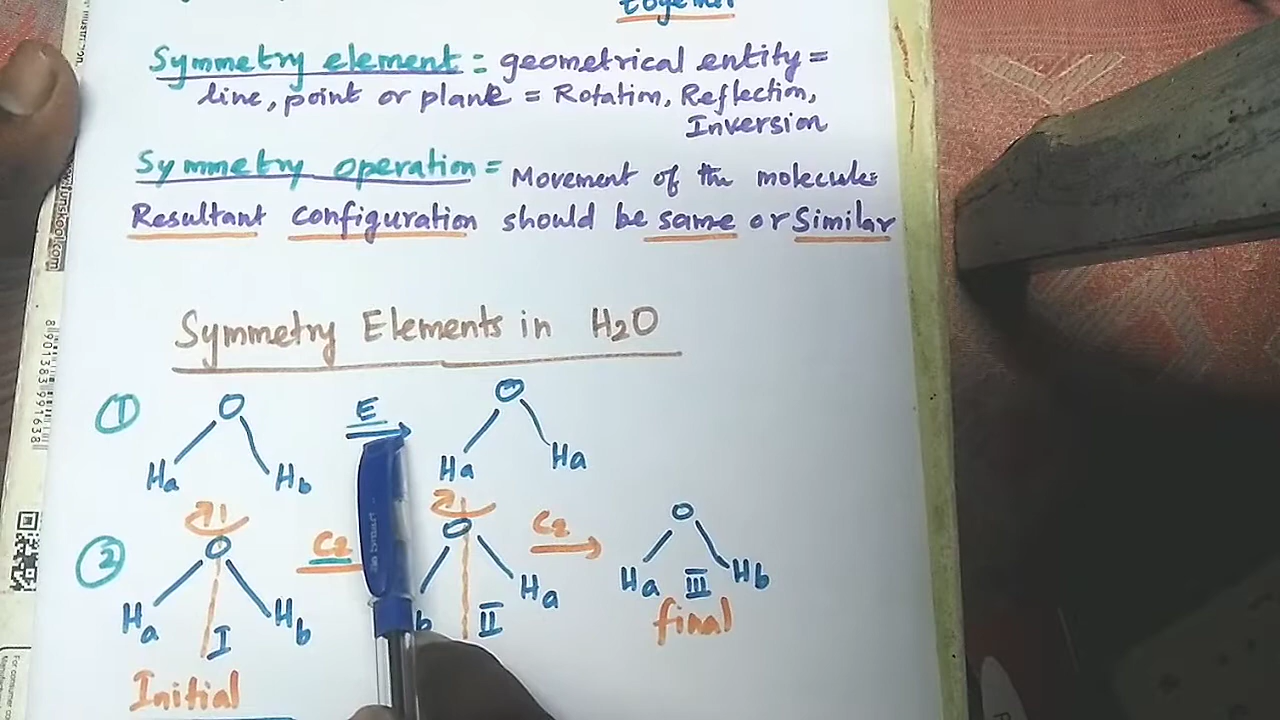 together
Symmetry element = geometrical entity =
line, point or plane = Rotation, Reflection,
Inversion
Symmetry operation = Movement of the molecule
Resultant configuration should be same or Similar
Symmetry Elements in H2O
① O E O
Ha Hb Ha Ha
② O C2 O C2 O
Ha Hb b Ha Ha Hb
I II III
Initial final
8901383991638